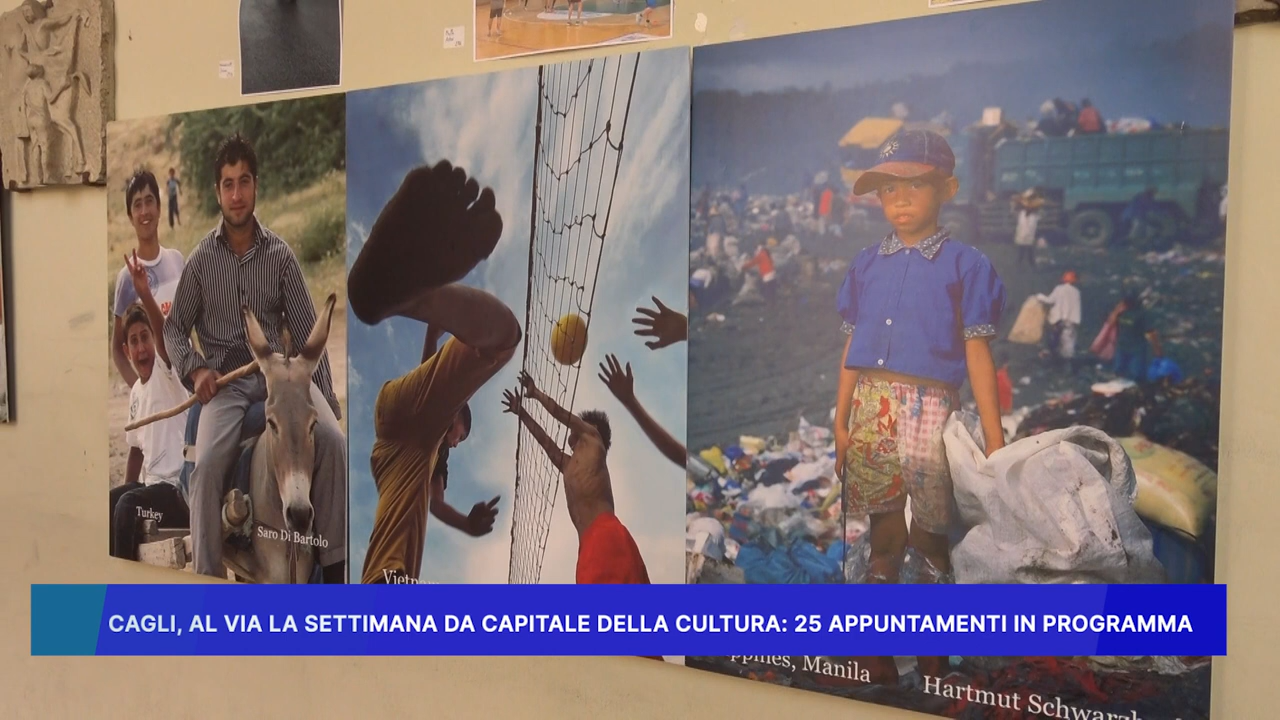 Turkey
Saro Di Bartolo
CAGLI, AL VIA LA SETTIMANA DA CAPITALE DELLA CULTURA: 25 APPUNTAMENTI IN PROGRAMMA
Manila
Hartmut